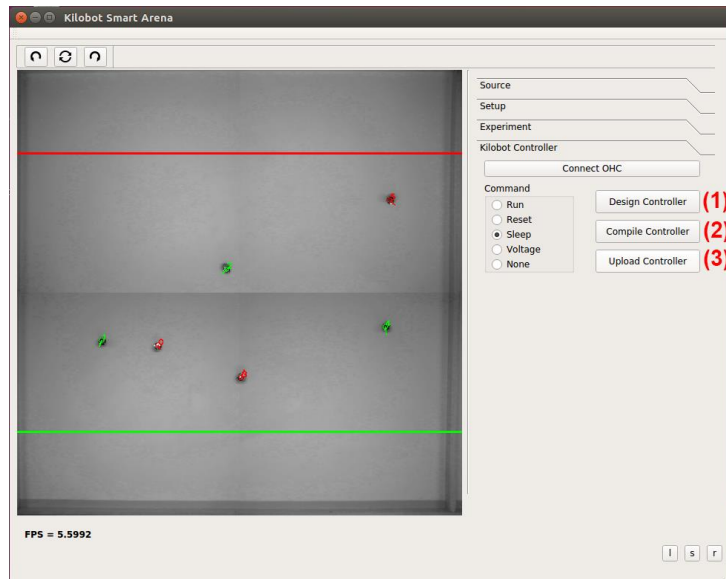 Kilobot Smart Arena
Source
Setup
Experiment
Kilobot Controller
Connect OHC
Command
Run
Reset
Sleep
Voltage
None
Design Controller (1)
Compile Controller (2)
Upload Controller (3)
FPS = 5.5992
l s r